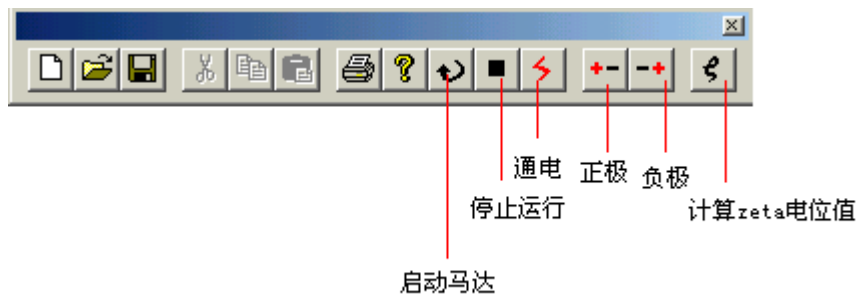 通电
正极
负极
停止运行
计算zeta电位值
启动马达